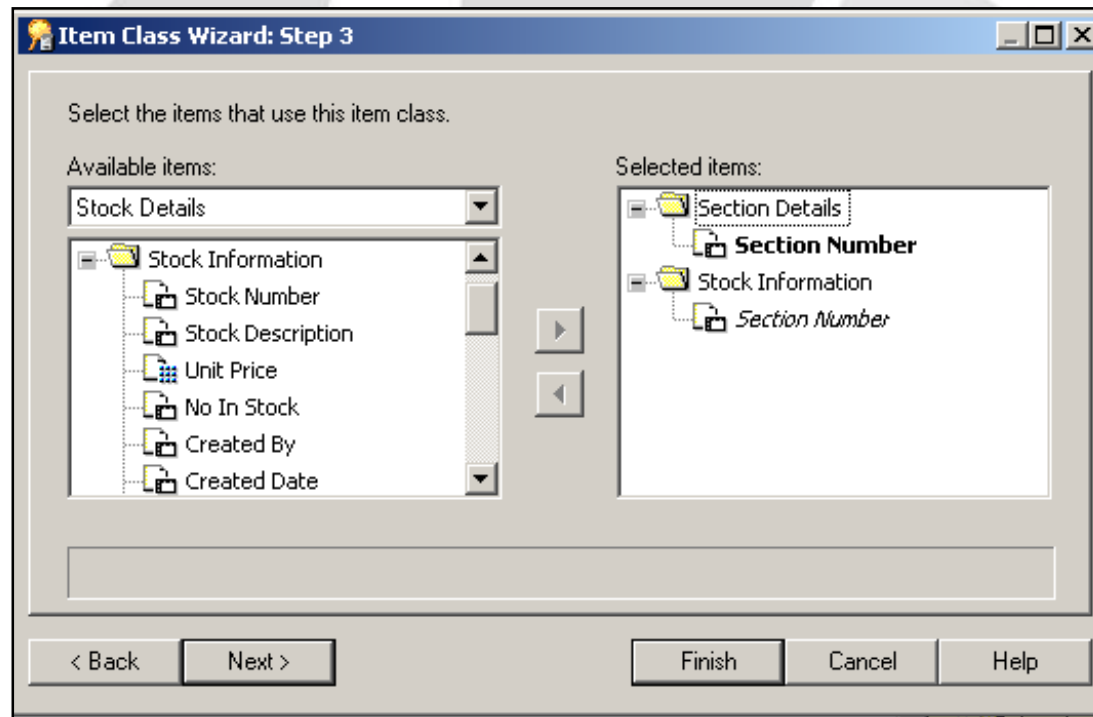 Item Class Wizard: Step 3
Select the items that use this item class.
Available items:
Stock Details
Stock Information
Stock Number
Stock Description
Unit Price
No In Stock
Created By
Created Date
Selected items:
Section Details
Section Number
Stock Information
Section Number
< Back
Next >
Finish
Cancel
Help